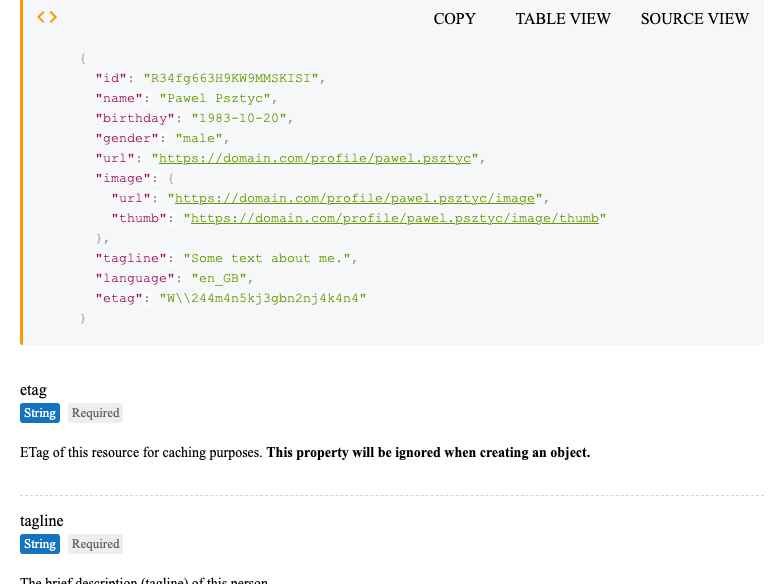 <> COPY TABLE VIEW SOURCE VIEW
{
"id": "R34fg663H9KW9MMSKISI",
"name": "Pawel Psztyc",
"birthday": "1983-10-20",
"gender": "male",
"url": "https://domain.com/profile/pawel.psztyc",
"image": {
"url": "https://domain.com/profile/pawel.psztyc/image",
"thumb": "https://domain.com/profile/pawel.psztyc/image/thumb"
},
"tagline": "Some text about me.",
"language": "en_GB",
"etag": "W\\244m4n5kj3gbn2nj4k4n4"
}
etag
String Required
ETag of this resource for caching purposes. This property will be ignored when creating an object.
tagline
String Required
The brief description (tagline) of this person